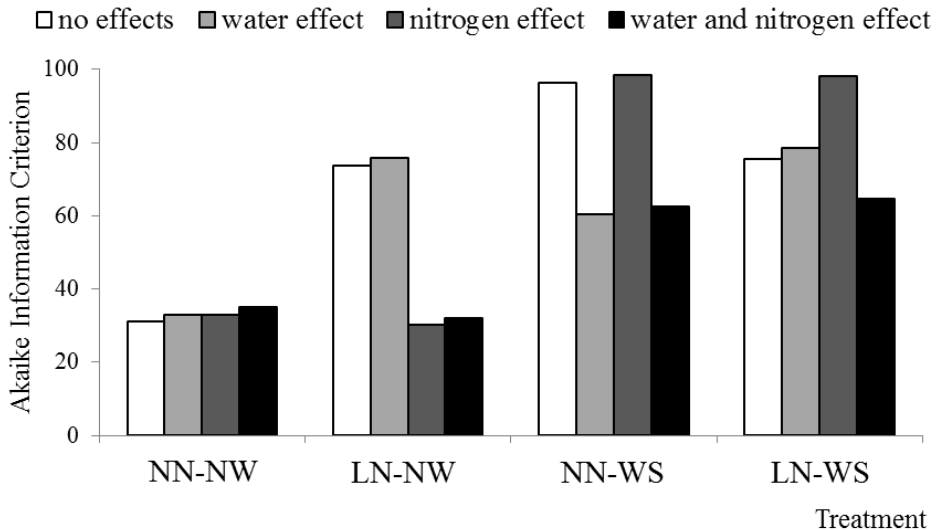 no effects water effect nitrogen effect water and nitrogen effect
Akaike Information Criterion
100
80
60
40
20
0
NN-NW LN-NW NN-WS LN-WS
Treatment